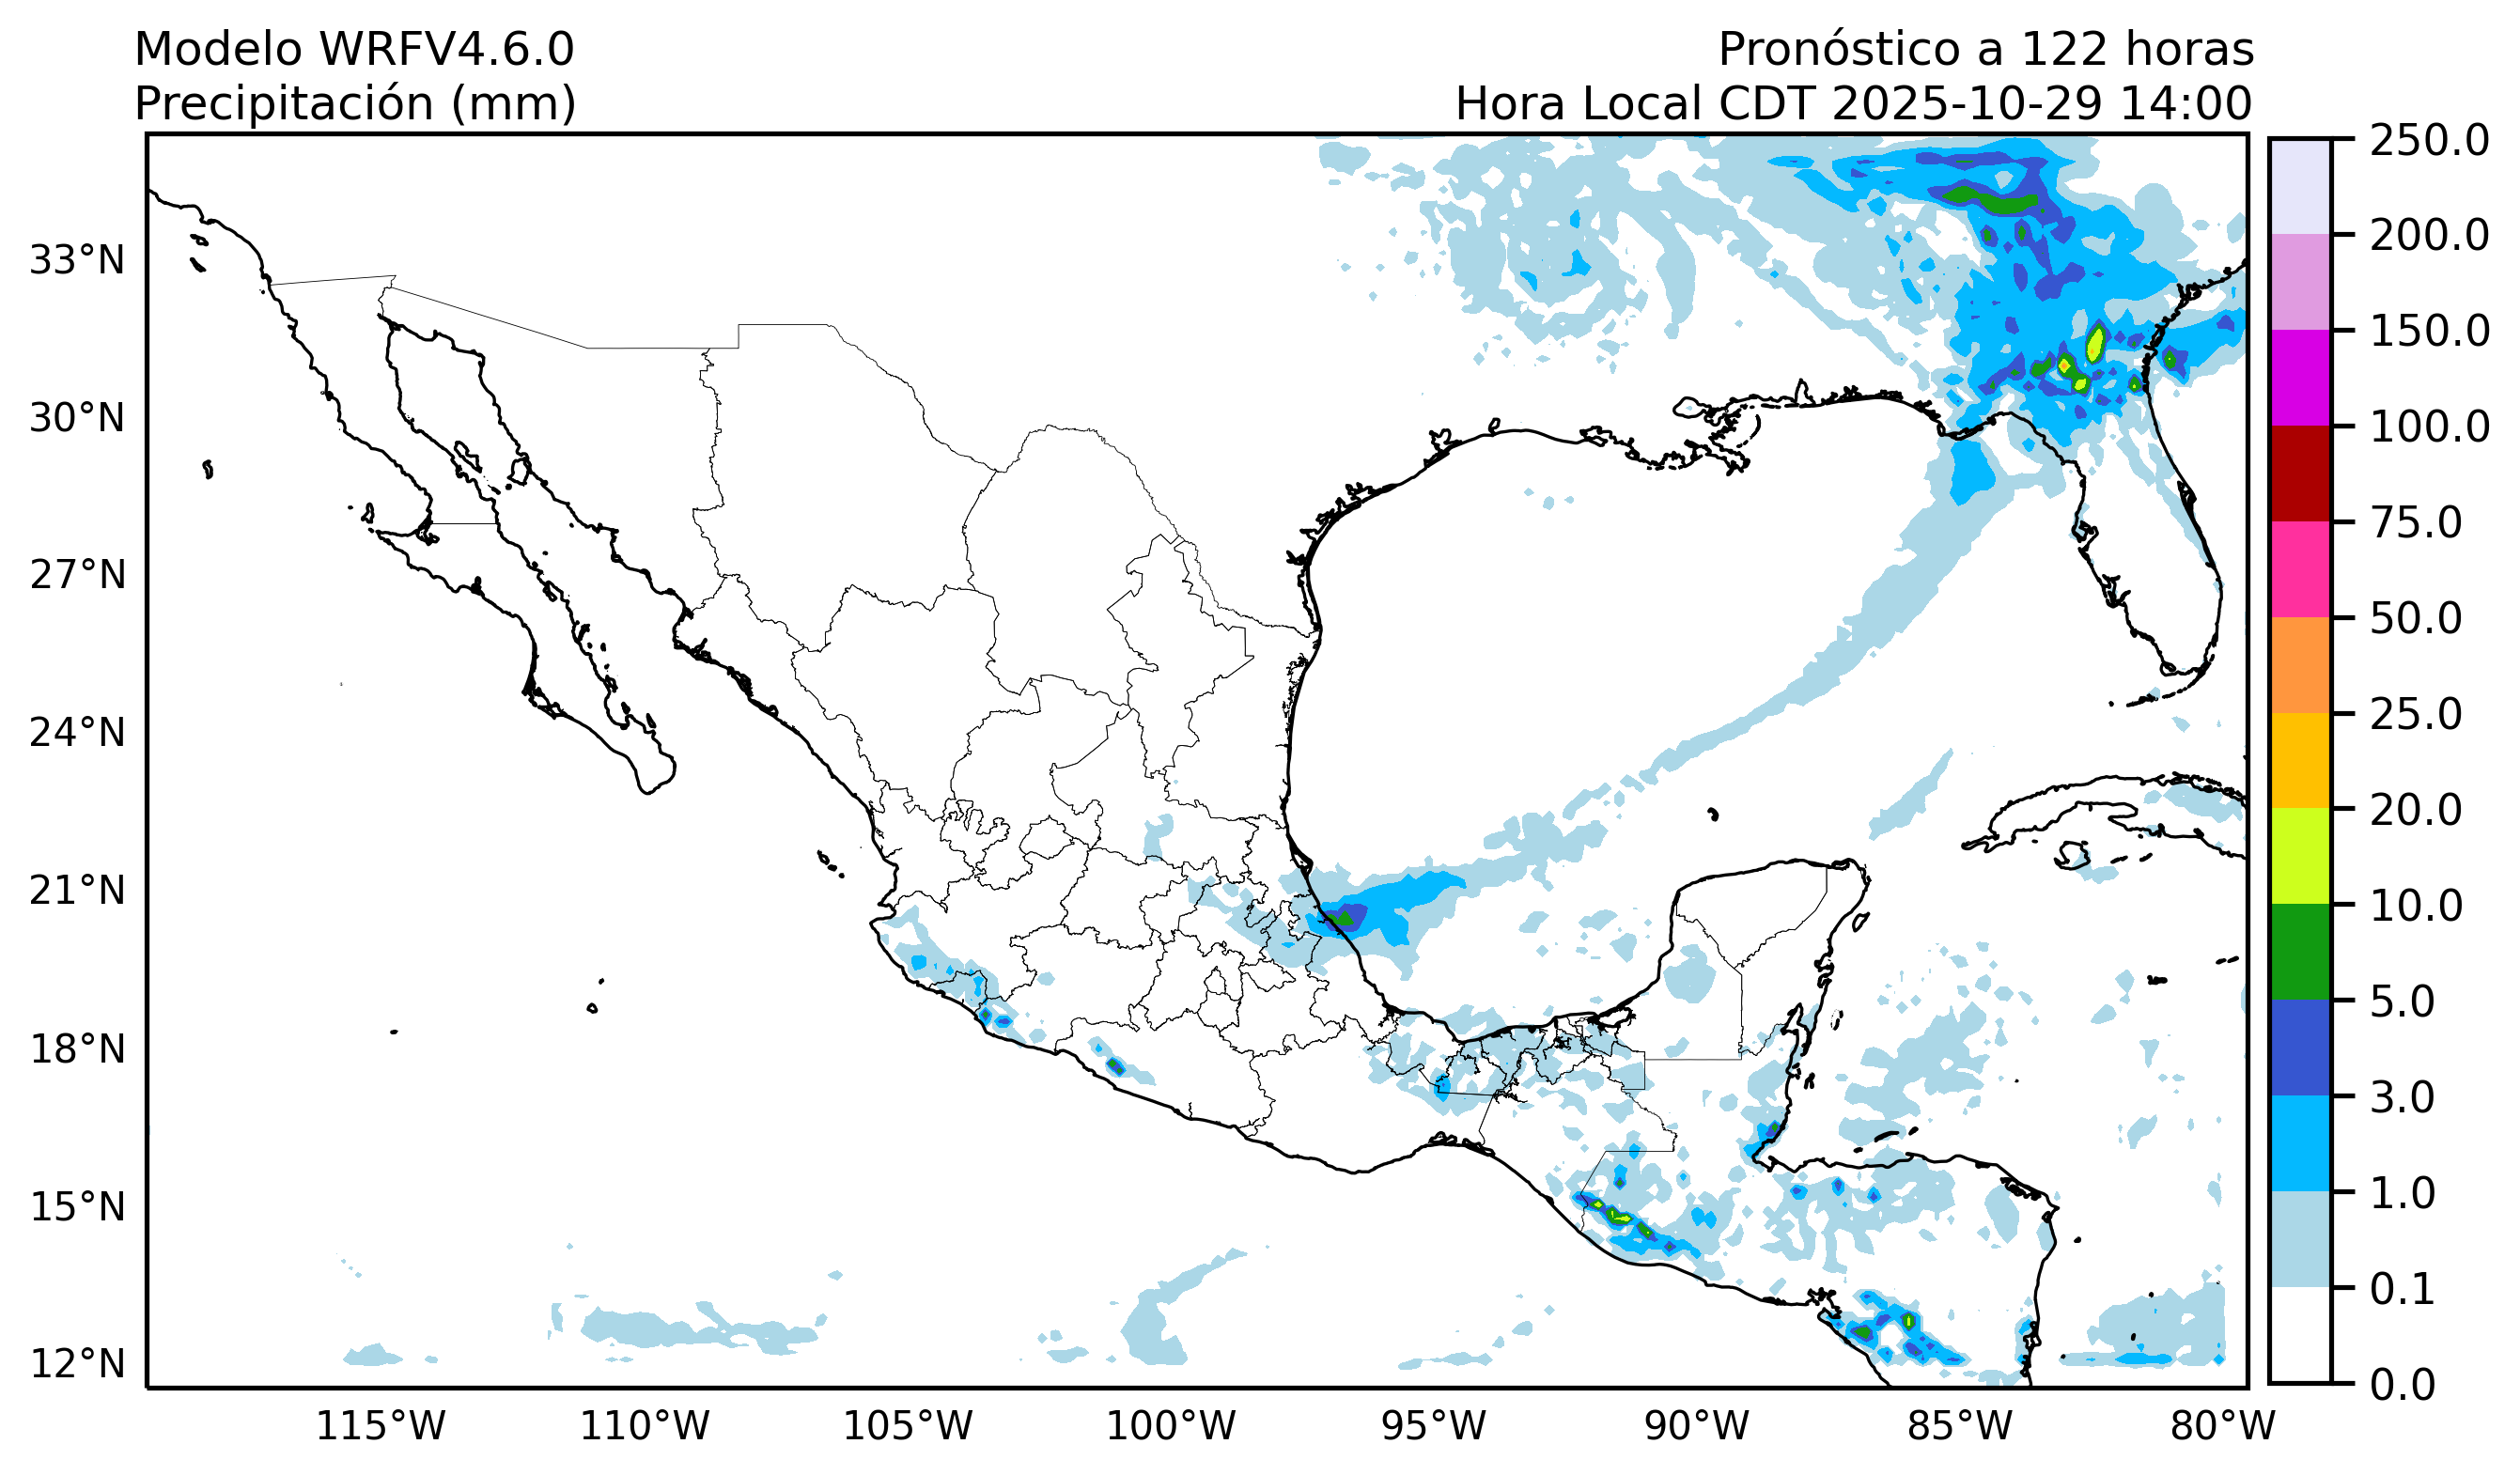 Modelo WRFV4.6.0
Precipitación (mm)
Pronóstico a 122 horas
Hora Local CDT 2025-10-29 14:00
33°N
30°N
27°N
24°N
21°N
18°N
15°N
12°N
115°W
110°W
105°W
100°W
95°W
90°W
85°W
80°W
250.0
200.0
150.0
100.0
75.0
50.0
25.0
20.0
10.0
5.0
3.0
1.0
0.1
0.0